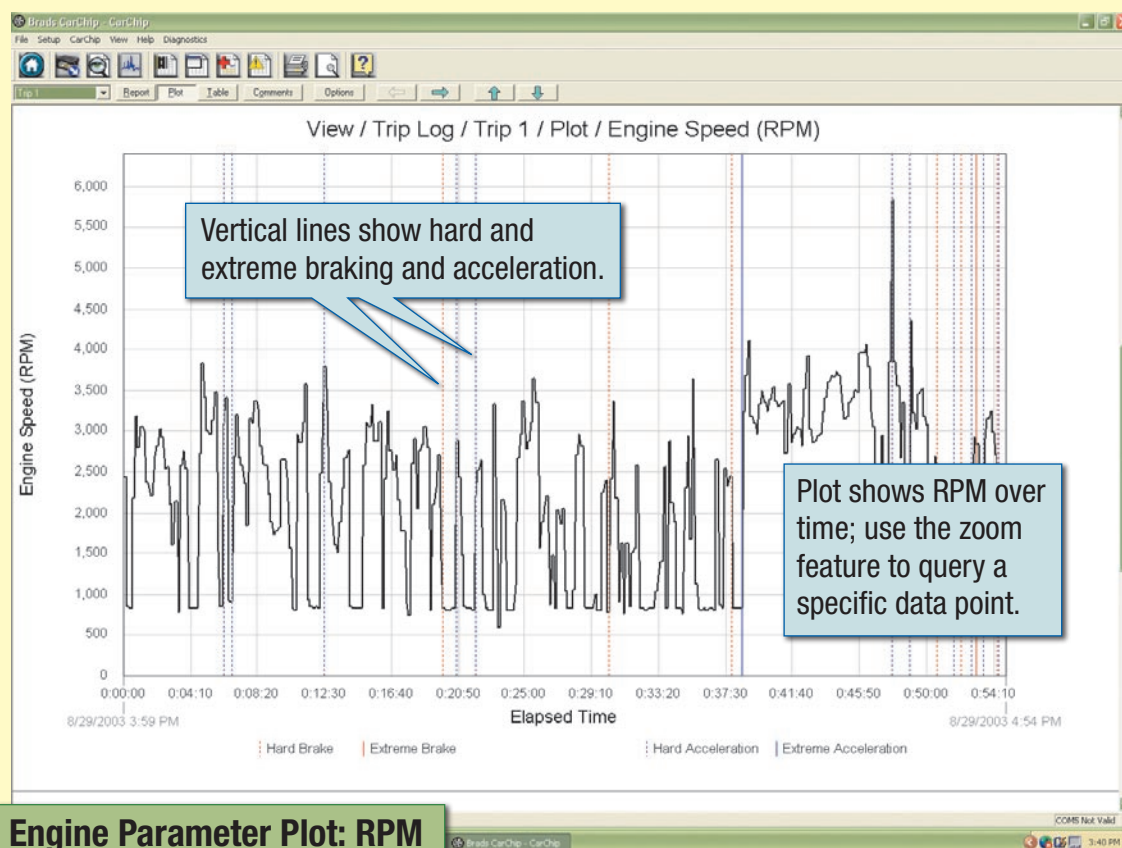 Brads CarChip - CarChip
File Setup CarChip View Help Diagnostics
Trip 1 Report Plot Table Comments Options
View / Trip Log / Trip 1 / Plot / Engine Speed (RPM)
Engine Speed (RPM)
6,000
5,500
5,000
4,500
4,000
3,500
3,000
2,500
2,000
1,500
1,000
500
0
Vertical lines show hard and
extreme braking and acceleration.
Plot shows RPM over
time; use the zoom
feature to query a
specific data point.
0:00:00 0:04:10 0:08:20 0:12:30 0:16:40 0:20:50 0:25:00 0:29:10 0:33:20 0:37:30 0:41:40 0:45:50 0:50:00 0:54:10
8/29/2003 3:59 PM Elapsed Time 8/29/2003 4:54 PM
Hard Brake Extreme Brake Hard Acceleration Extreme Acceleration
COMS Not Valid
Engine Parameter Plot: RPM
Brads CarChip - CarChip
3:40 PM